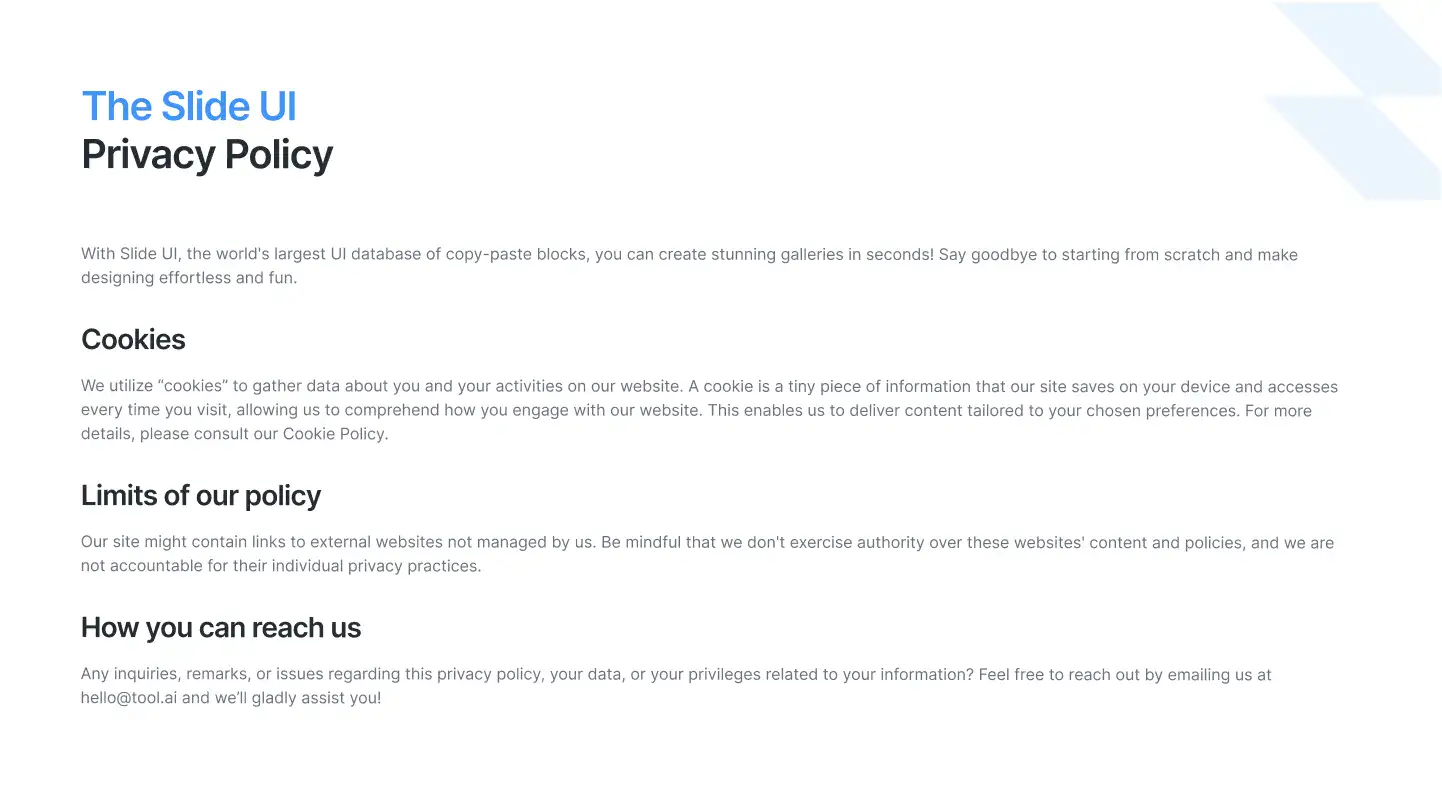 The Slide UI
Privacy Policy
With Slide UI, the world's largest UI database of copy-paste blocks, you can create stunning galleries in seconds! Say goodbye to starting from scratch and make
designing effortless and fun.
Cookies
We utilize “cookies” to gather data about you and your activities on our website. A cookie is a tiny piece of information that our site saves on your device and accesses
every time you visit, allowing us to comprehend how you engage with our website. This enables us to deliver content tailored to your chosen preferences. For more
details, please consult our Cookie Policy.
Limits of our policy
Our site might contain links to external websites not managed by us. Be mindful that we don't exercise authority over these websites' content and policies, and we are
not accountable for their individual privacy practices.
How you can reach us
Any inquiries, remarks, or issues regarding this privacy policy, your data, or your privileges related to your information? Feel free to reach out by emailing us at
hello@tool.ai and we’ll gladly assist you!